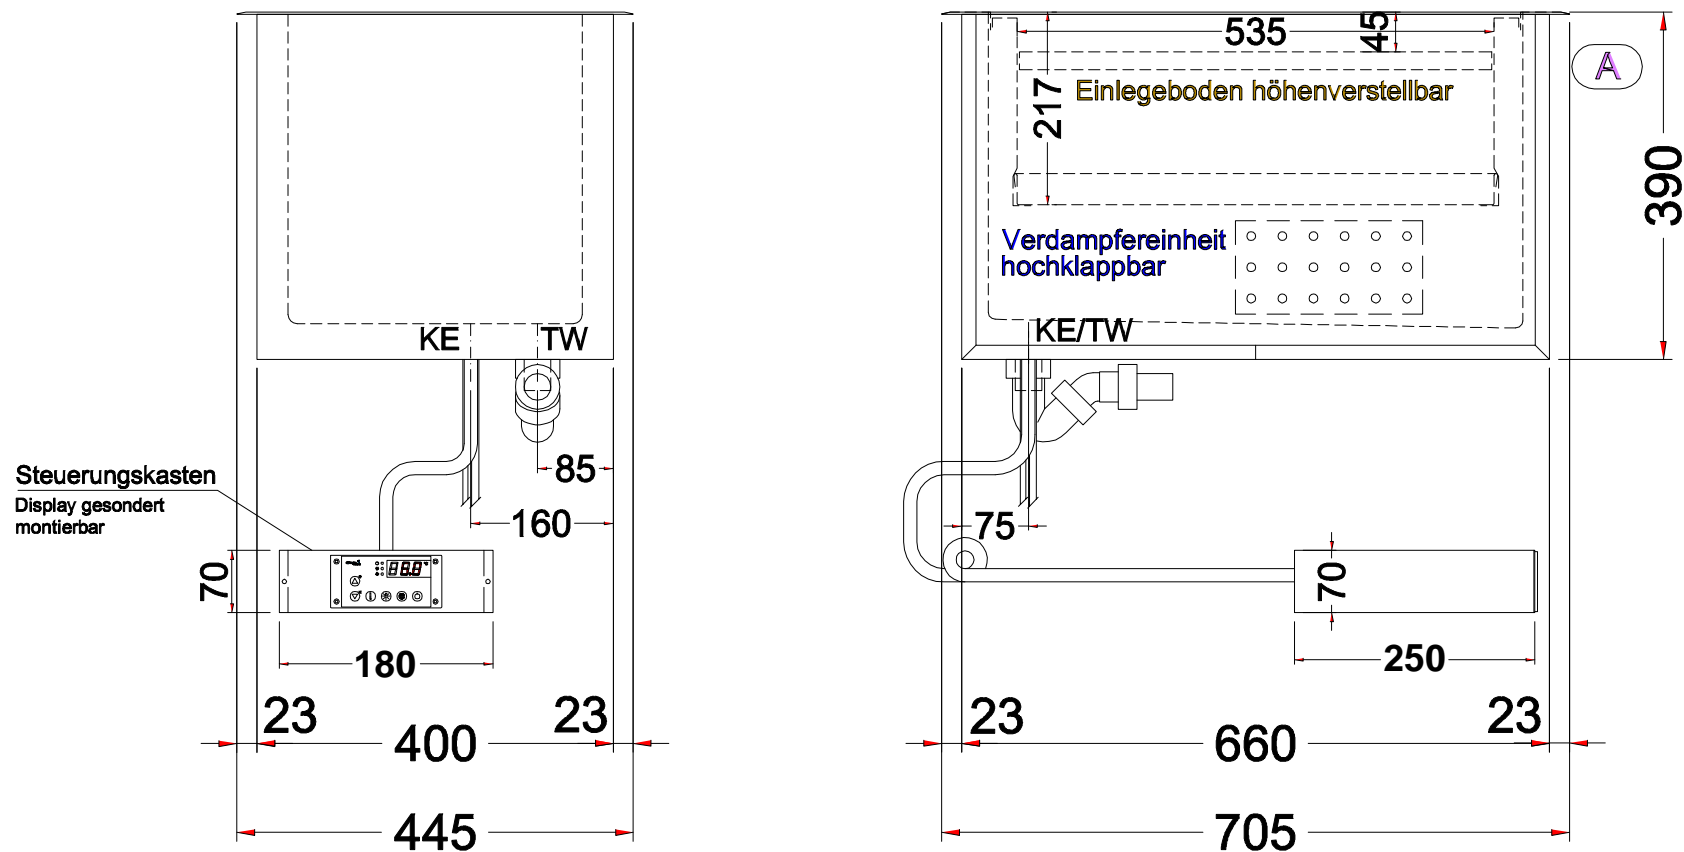 535
45
A
217
Einlegeboden höhenverstellbar
390
Verdampfereinheit
hochklappbar
KE
TW
KE/TW
85
Steuerungskasten
Display gesondert
montierbar
160
75
70
70
180
250
23
23
23
23
400
660
445
705